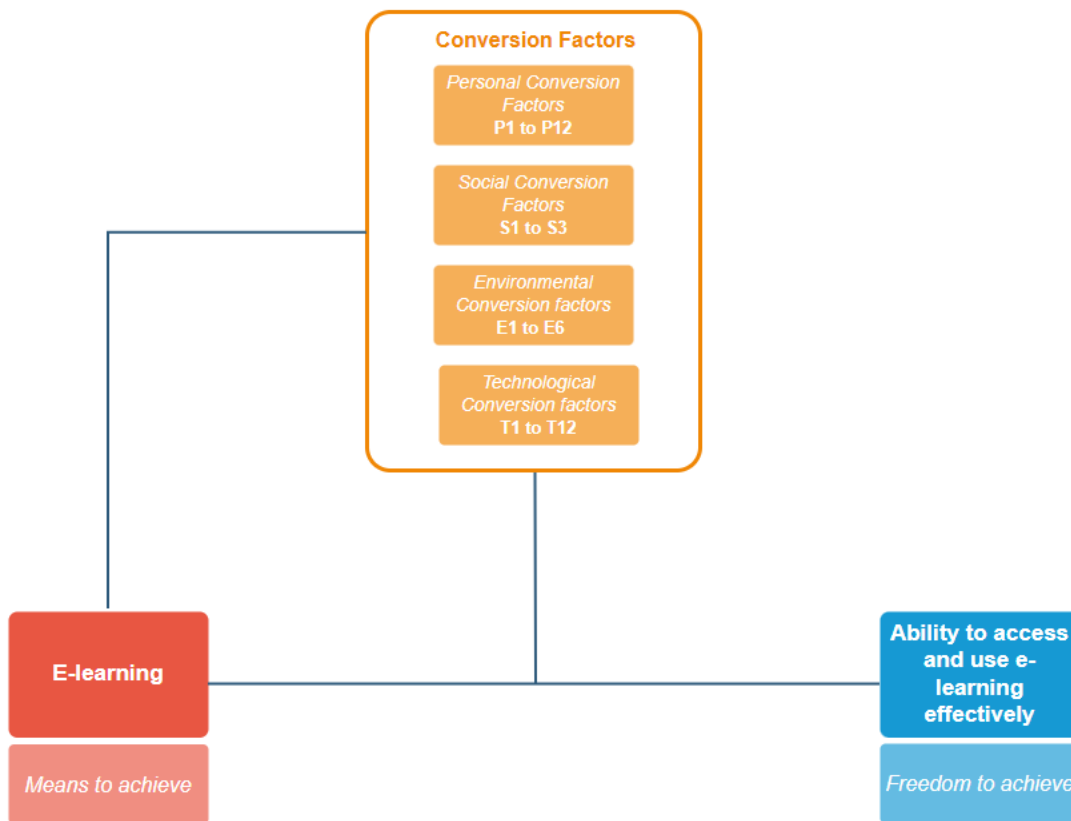 Conversion Factors
Personal Conversion
Factors
P1 to P12
Social Conversion
Factors
S1 to S3
Environmental
Conversion factors
E1 to E6
Technological
Conversion factors
T1 to T12
E-learning
Means to achieve
Ability to access
and use e-
learning
effectively
Freedom to achieve